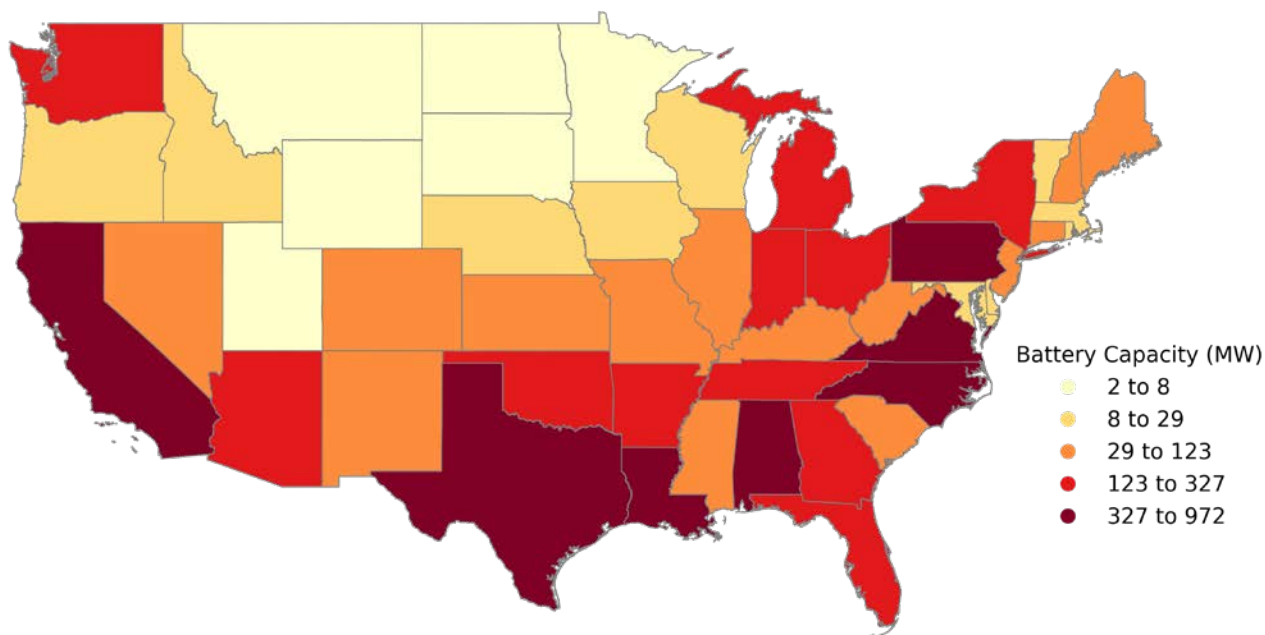 Battery Capacity (MW)
2 to 8
8 to 29
29 to 123
123 to 327
327 to 972